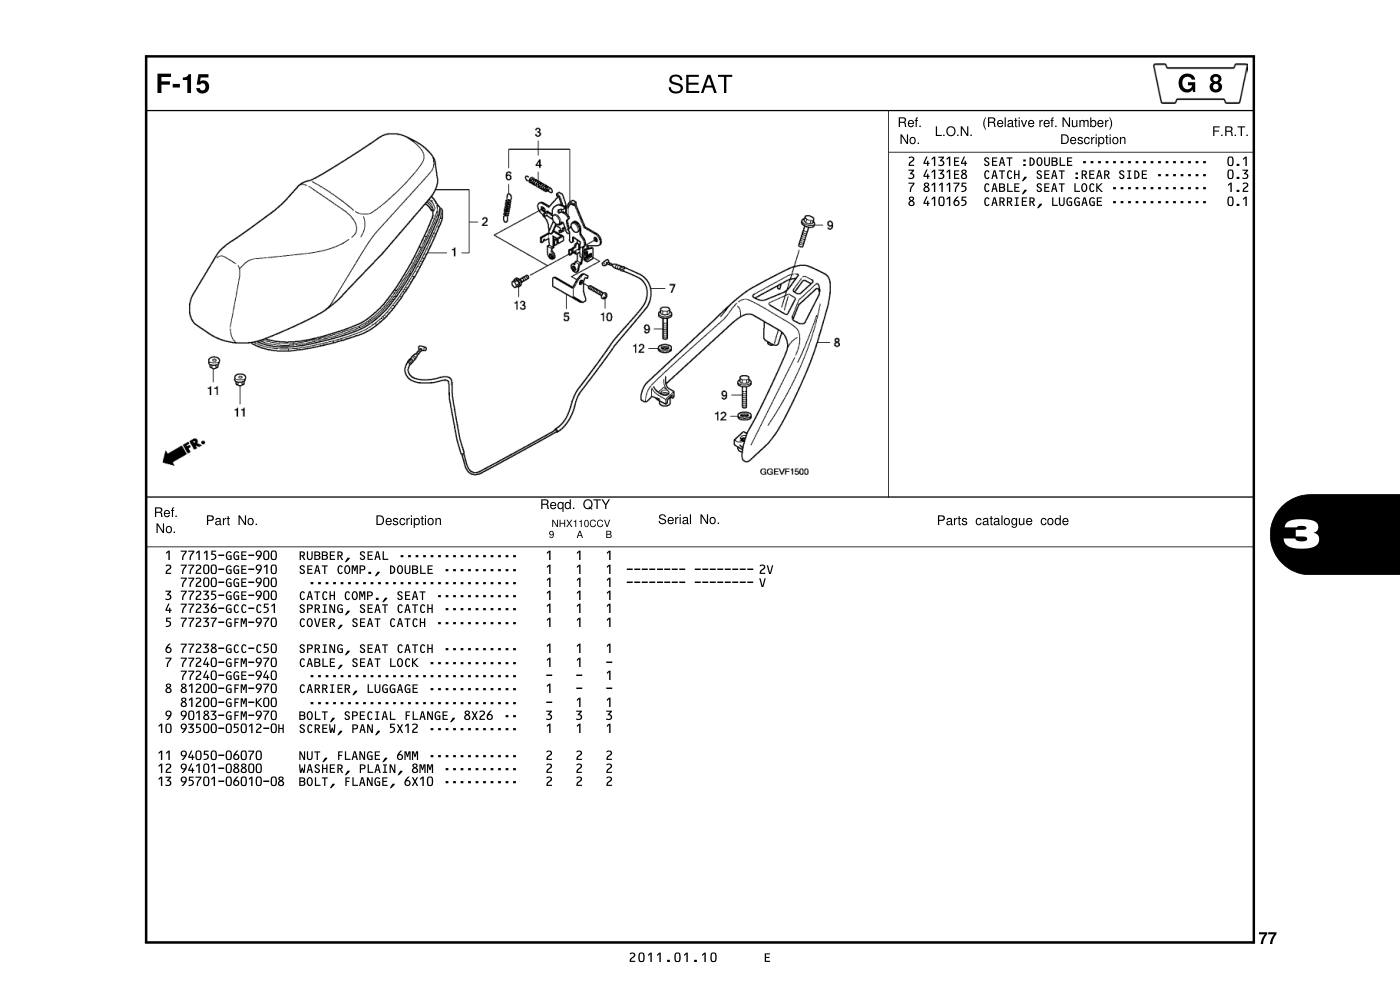 F-15 SEAT G 8
3
4
6
2
1
13
5
10
7
9
9
12
8
9
12
11
11
FR.
GGEVF1500
Ref. No. L.O.N. (Relative ref. Number) Description F.R.T.
2 4131E4 SEAT :DOUBLE ----------------- 0.1
3 4131E8 CATCH, SEAT :REAR SIDE ------- 0.3
7 811175 CABLE, SEAT LOCK ------------- 1.2
8 410165 CARRIER, LUGGAGE ------------- 0.1
Ref. No. Part No. Description Reqd. QTY Serial No. Parts catalogue code
NHX110CCV
9 A B
1 77115-GGE-900 RUBBER, SEAL ---------------- 1 1 1
2 77200-GGE-910 SEAT COMP., DOUBLE ---------- 1 1 1 -------- -------- 2V
77200-GGE-900 ---------------------------- 1 1 1 -------- -------- V
3 77235-GGE-900 CATCH COMP., SEAT ----------- 1 1 1
4 77236-GCC-C51 SPRING, SEAT CATCH ---------- 1 1 1
5 77237-GFM-970 COVER, SEAT CATCH ----------- 1 1 1
6 77238-GCC-C50 SPRING, SEAT CATCH ---------- 1 1 1
7 77240-GFM-970 CABLE, SEAT LOCK ------------ 1 1 -
77240-GGE-940 ---------------------------- - - 1
8 81200-GFM-970 CARRIER, LUGGAGE ------------ 1 - -
81200-GFM-K00 ---------------------------- - 1 1
9 90183-GFM-970 BOLT, SPECIAL FLANGE, 8X26 -- 3 3 3
10 93500-05012-0H SCREW, PAN, 5X12 ------------ 1 1 1
11 94050-06070 NUT, FLANGE, 6MM ------------ 2 2 2
12 94101-08800 WASHER, PLAIN, 8MM ---------- 2 2 2
13 95701-06010-08 BOLT, FLANGE, 6X10 ---------- 2 2 2
3
77
2011.01.10 E